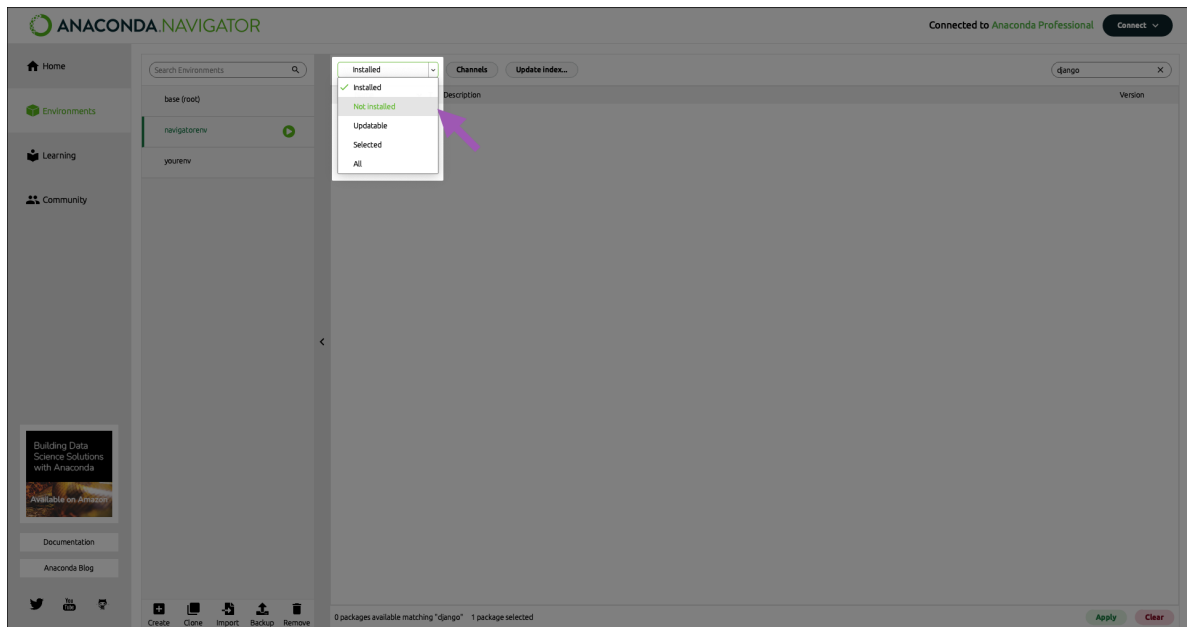 ANACONDA.NAVIGATOR
Connected to Anaconda Professional
Connect
Home
Environments
Learning
Community
Building Data
Science Solutions
with Anaconda
Available on Amazon
Documentation
Anaconda Blog
You
Tube
Search Environments
base (root)
navigatorenv
yourenv
Create Clone Import Backup Remove
Installed
Channels
Update index...
django
Description
Version
Installed
Not installed
Updatable
Selected
All
0 packages available matching "django" 1 package selected
Apply
Clear